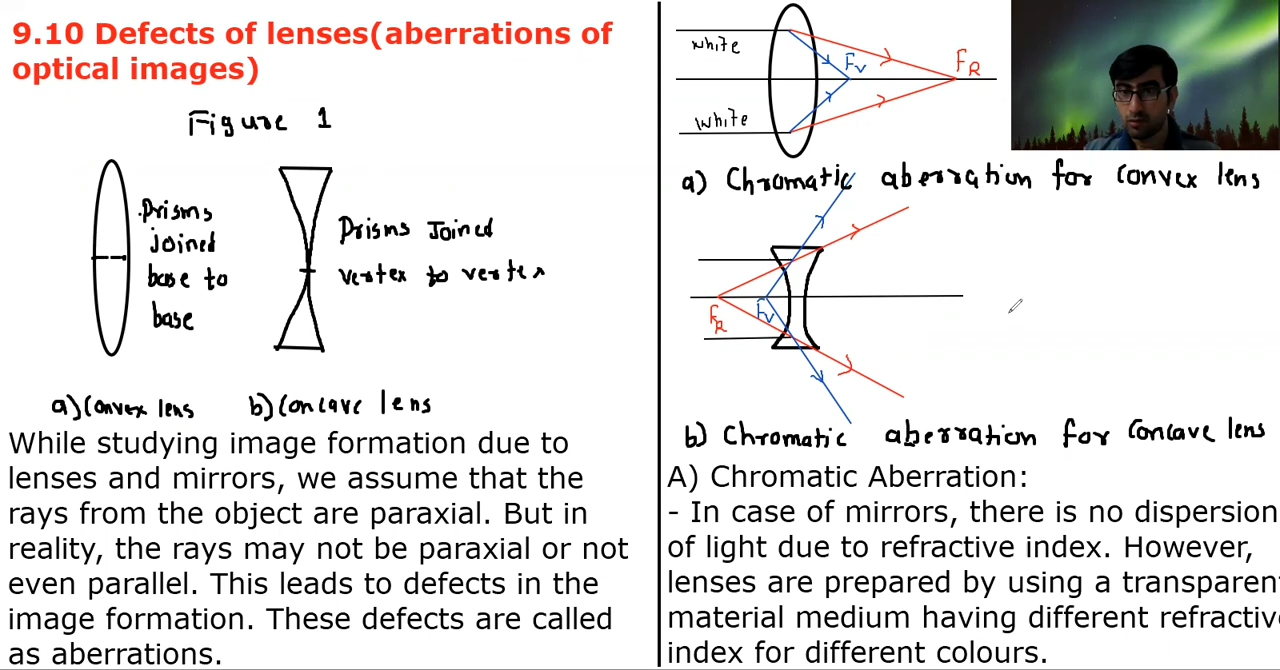 9.10 Defects of lenses(aberrations of
optical images)
Figure 1
Prisms
joined
base to
base
Prisms Joined
vertex to vertex
a)Convex lens
b)Concave lens
While studying image formation due to
lenses and mirrors, we assume that the
rays from the object are paraxial. But in
reality, the rays may not be paraxial or not
even parallel. This leads to defects in the
image formation. These defects are called
as aberrations.
white
FV
FR
white
a) Chromatic aberration for convex lens
FR
FV
b) Chromatic aberration for concave lens
A) Chromatic Aberration:
- In case of mirrors, there is no dispersion
of light due to refractive index. However,
lenses are prepared by using a transparent
material medium having different refractive
index for different colours.